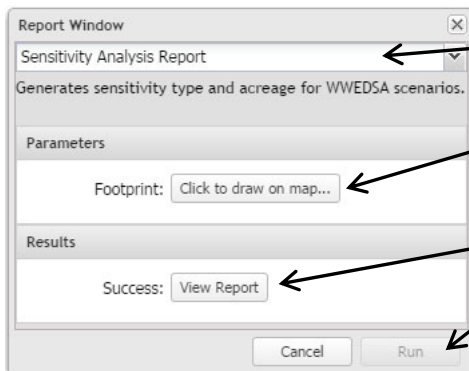 Report Window
Sensitivity Analysis Report
Generates sensitivity type and acreage for WWEDSA scenarios.
Parameters
Footprint: Click to draw on map...
Results
Success: View Report
Cancel Run